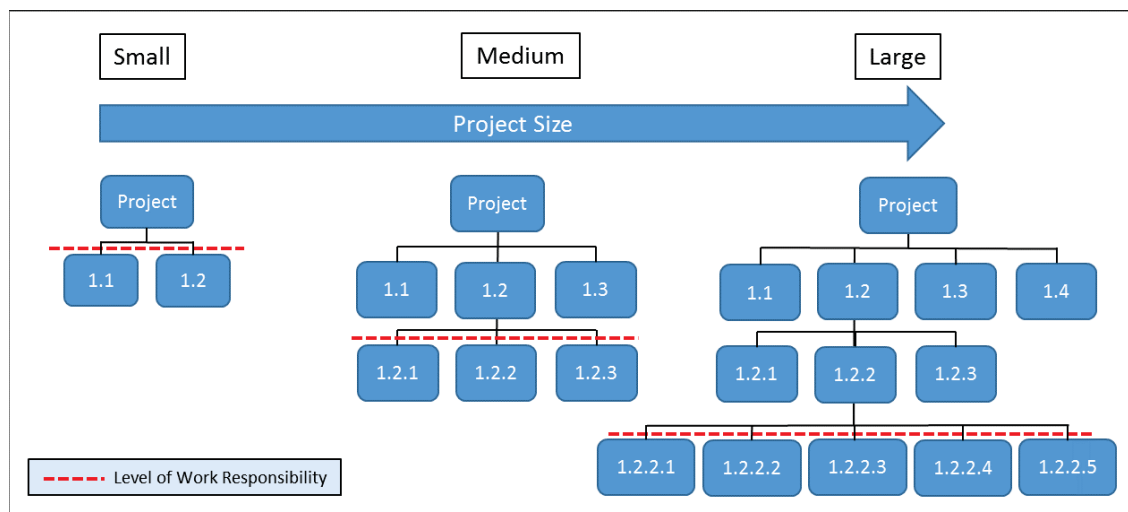 Small
Medium
Large
Project Size
Project
1.1
1.2
Project
1.1
1.2
1.3
1.2.1
1.2.2
1.2.3
Project
1.1
1.2
1.3
1.4
1.2.1
1.2.2
1.2.3
1.2.2.1
1.2.2.2
1.2.2.3
1.2.2.4
1.2.2.5
Level of Work Responsibility